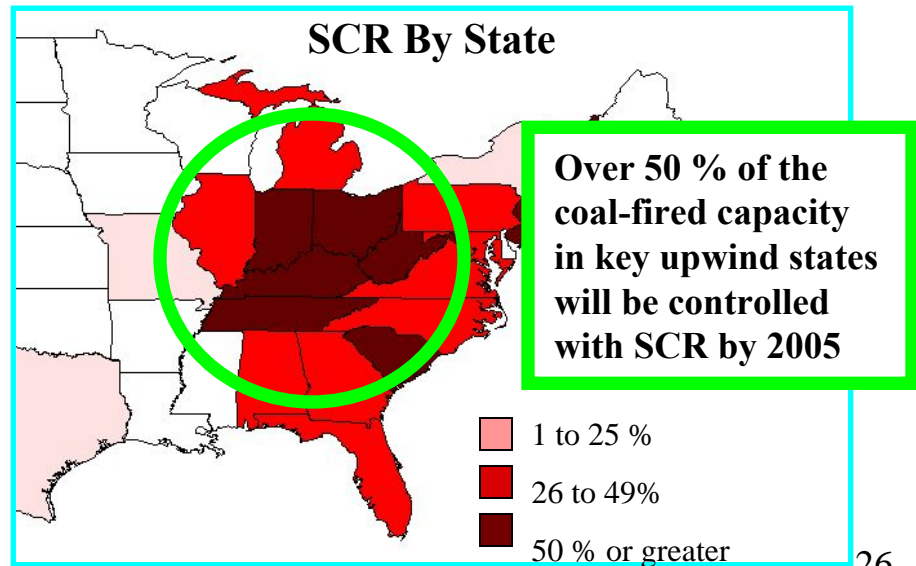 SCR By State
Over 50 % of the
coal-fired capacity
in key upwind states
will be controlled
with SCR by 2005
1 to 25 %
26 to 49%
50 % or greater
26